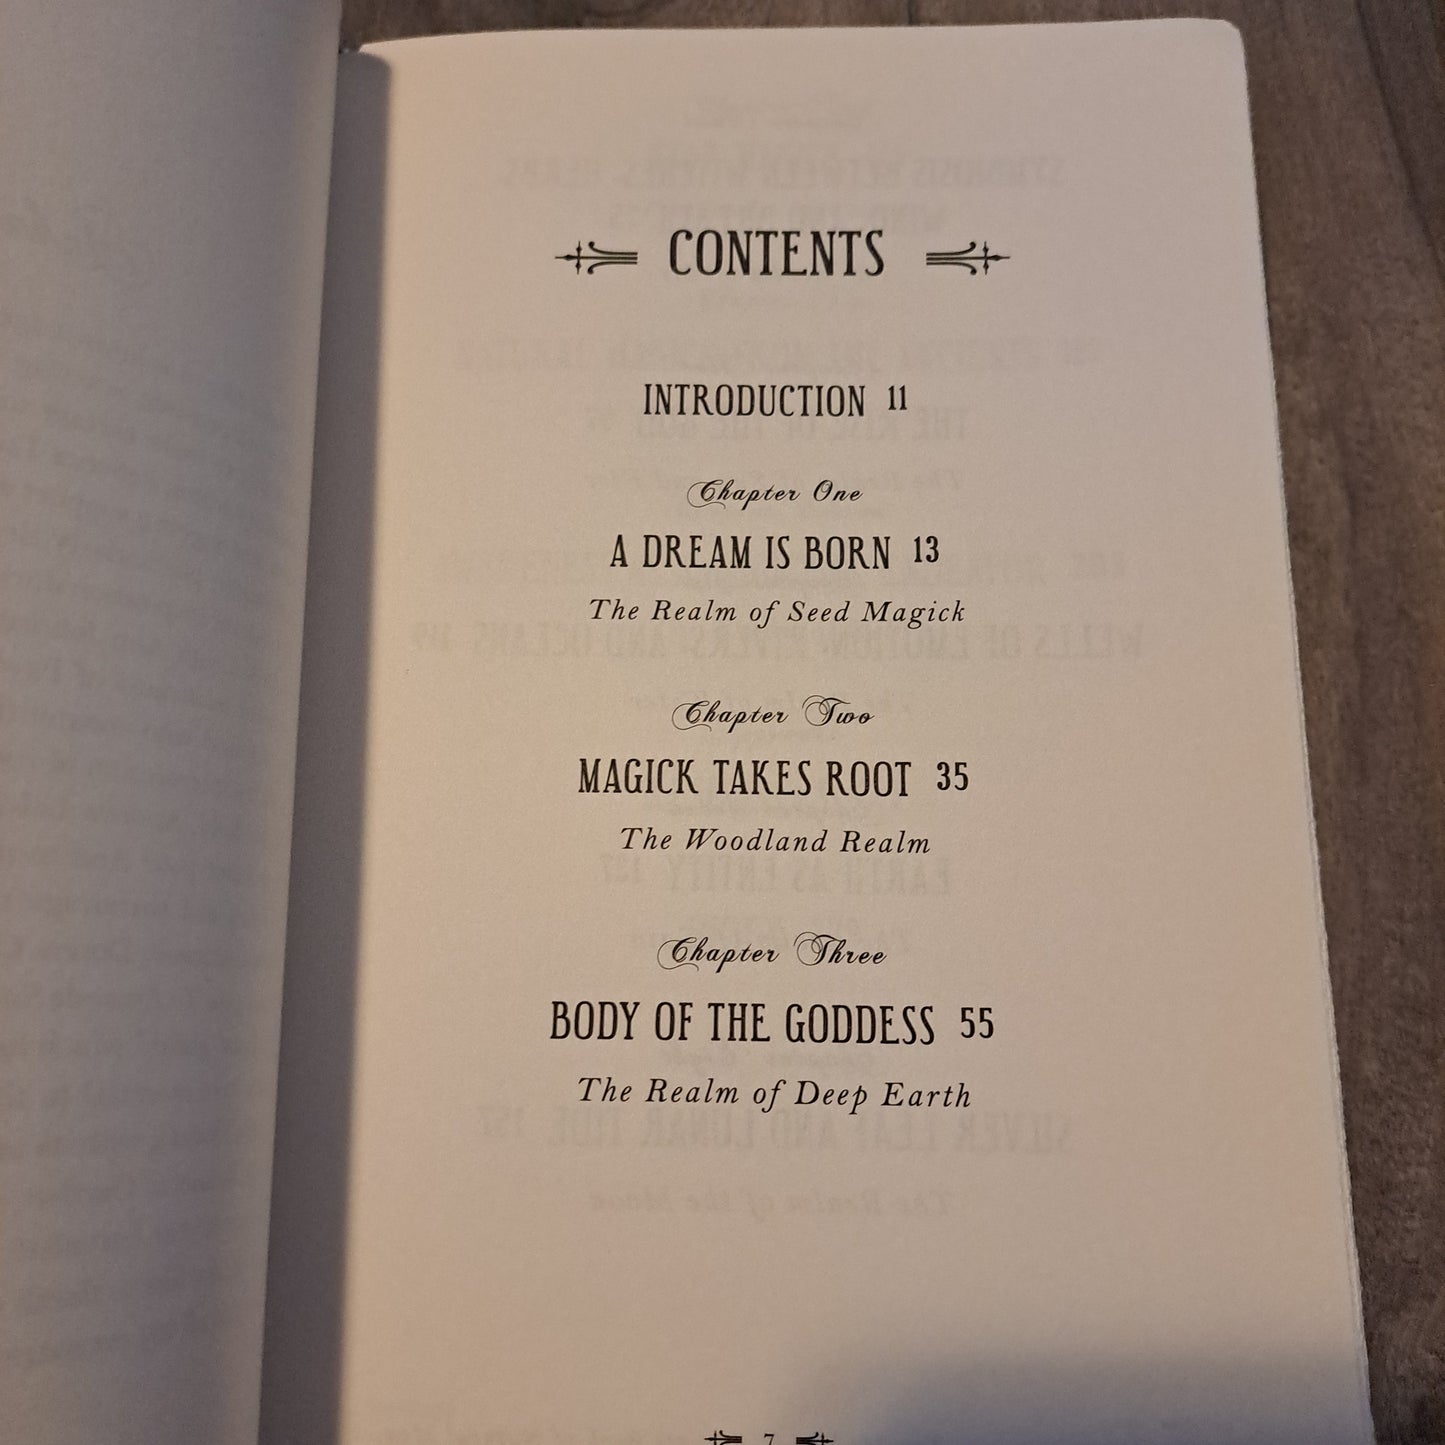 CONTENTS
INTRODUCTION 11
Chapter One
A DREAM IS BORN 13
The Realm of Seed Magick
Chapter Two
MAGICK TAKES ROOT 35
The Woodland Realm
Chapter Three
BODY OF THE GODDESS 55
The Realm of Deep Earth
7